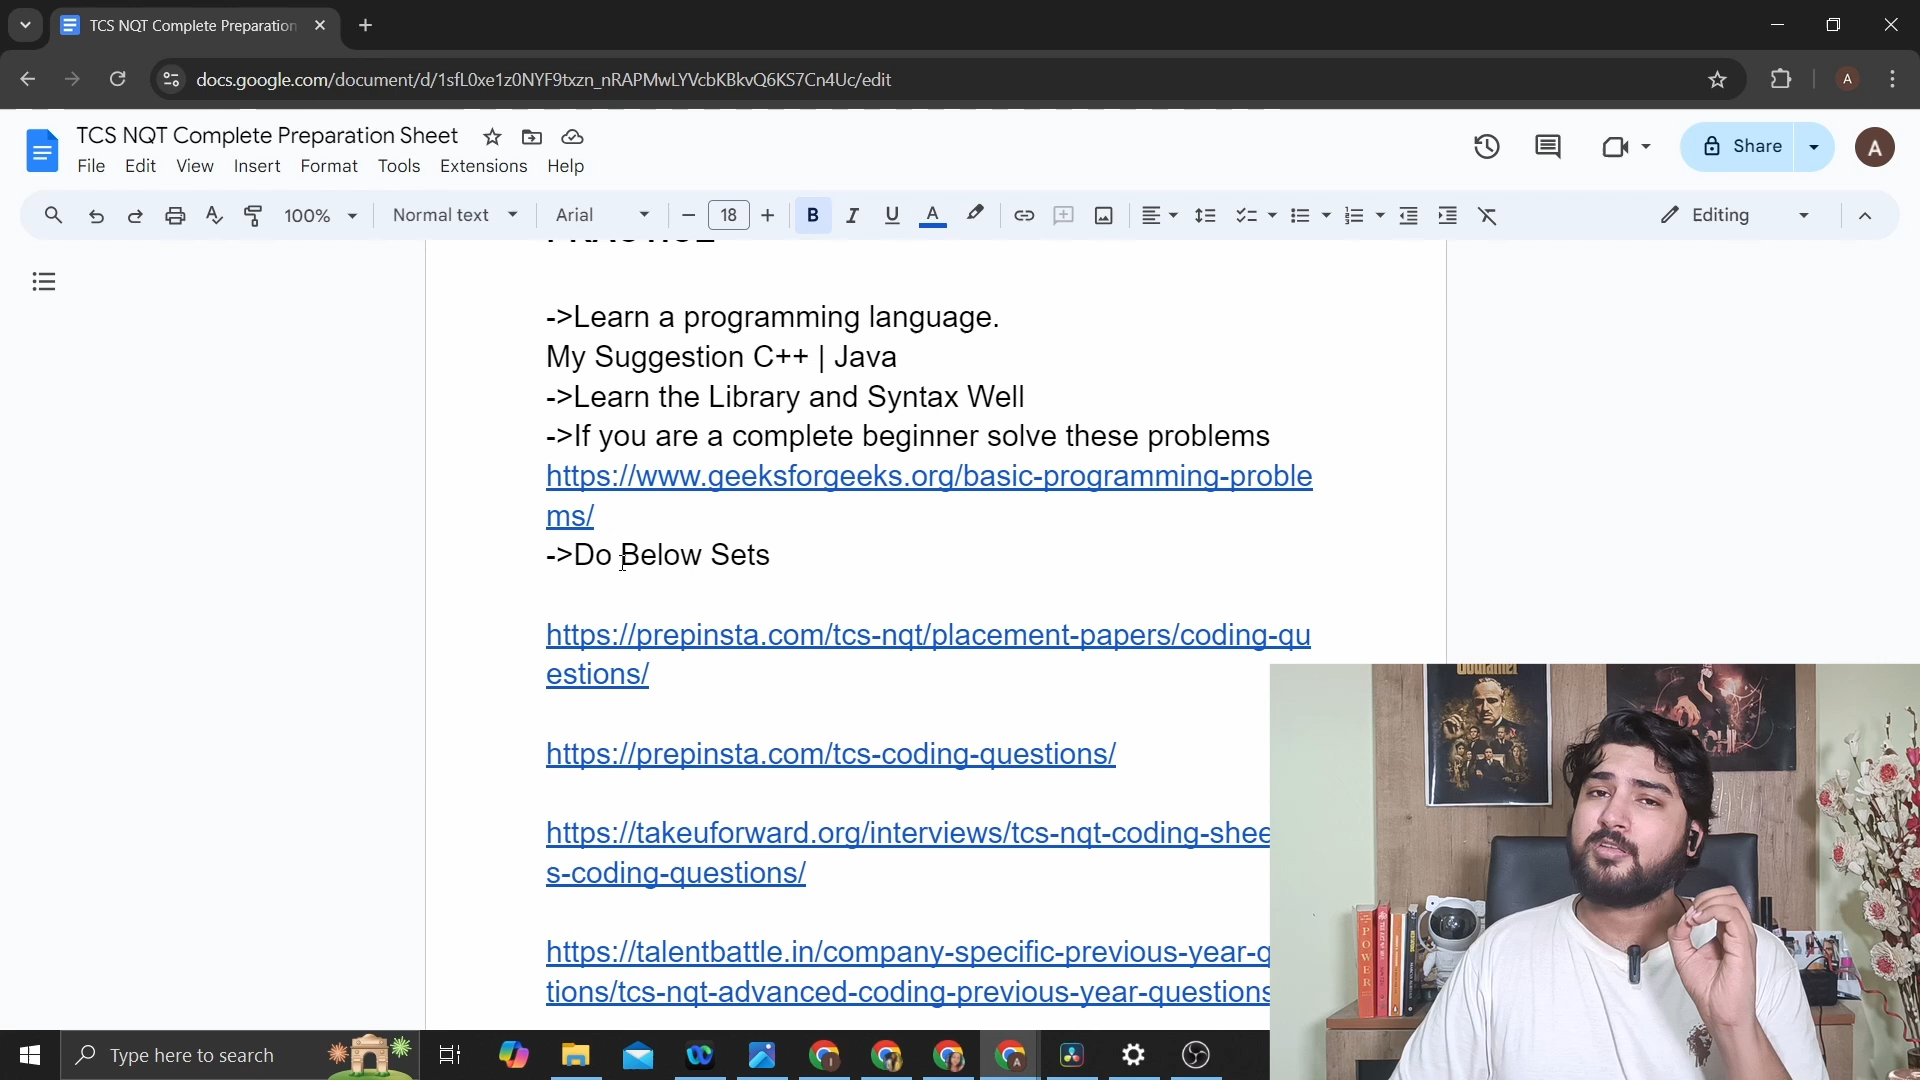 TCS NQT Complete Preparation
docs.google.com/document/d/1sfL0xe1z0NYF9txzn_nRAPMwLYVcbKBkvQ6KS7Cn4Uc/edit
A
TCS NQT Complete Preparation Sheet
Share
A
File Edit View Insert Format Tools Extensions Help
100% Normal text Arial 18 B I U A Editing
PRACTICE
->Learn a programming language.
My Suggestion C++ | Java
->Learn the Library and Syntax Well
->If you are a complete beginner solve these problems
https://www.geeksforgeeks.org/basic-programming-proble
ms/
->Do Below Sets
https://prepinsta.com/tcs-nqt/placement-papers/coding-qu
estions/
https://prepinsta.com/tcs-coding-questions/
https://takeuforward.org/interviews/tcs-nqt-coding-shee
s-coding-questions/
https://talentbattle.in/company-specific-previous-year-q
tions/tcs-nqt-advanced-coding-previous-year-questions
POWER
Type here to search